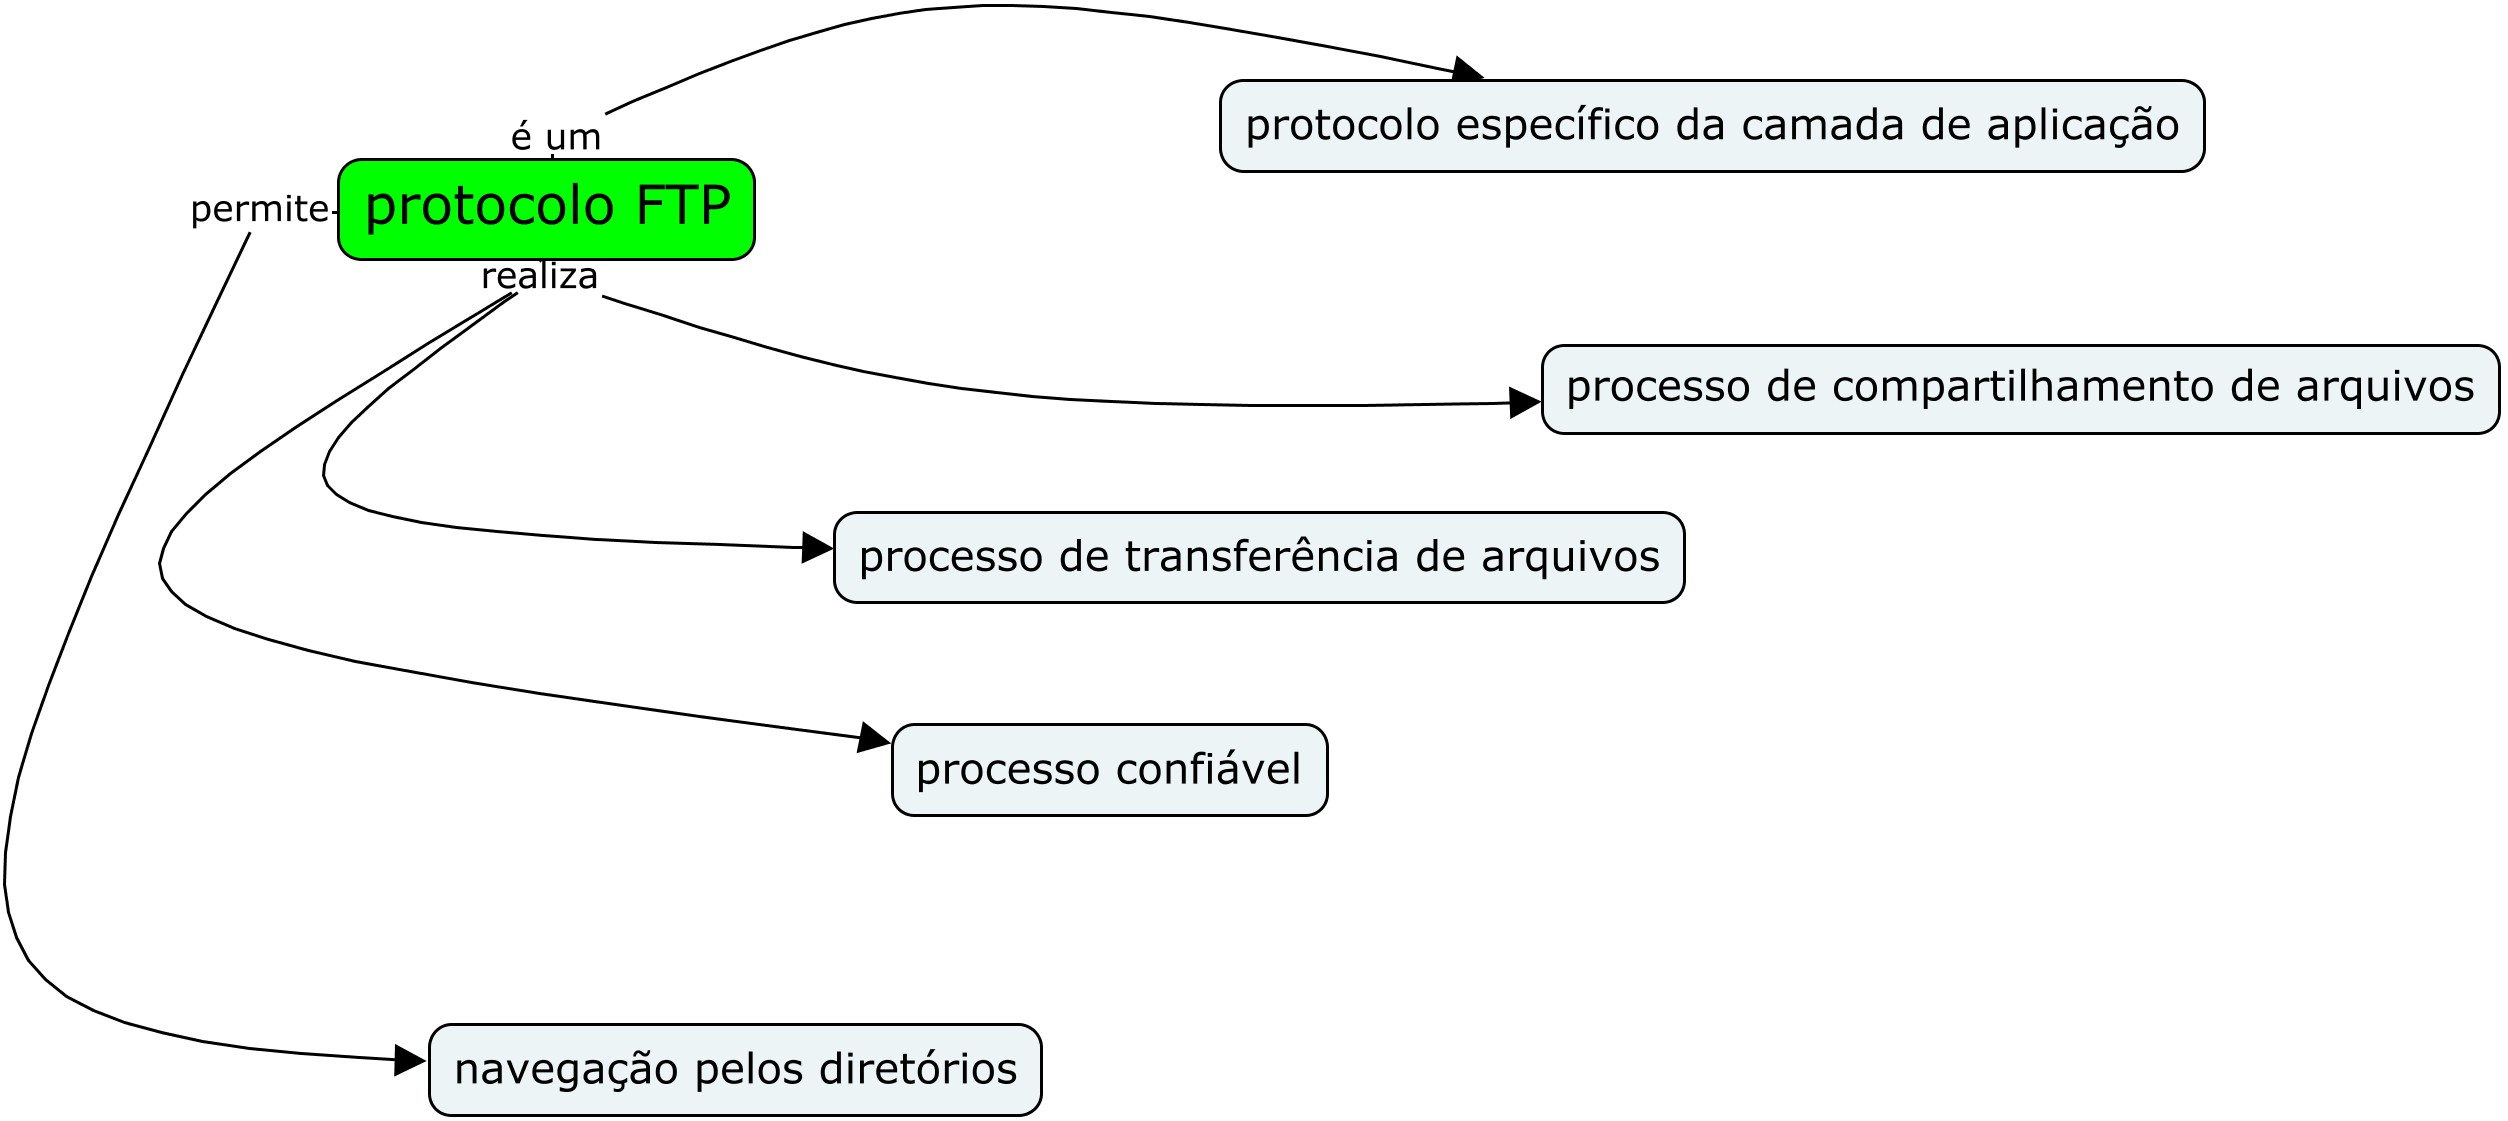 é um
protocolo específico da camada de aplicação
permite
protocolo FTP
realiza
processo de compartilhamento de arquivos
processo de transferência de arquivos
processo confiável
navegação pelos diretórios